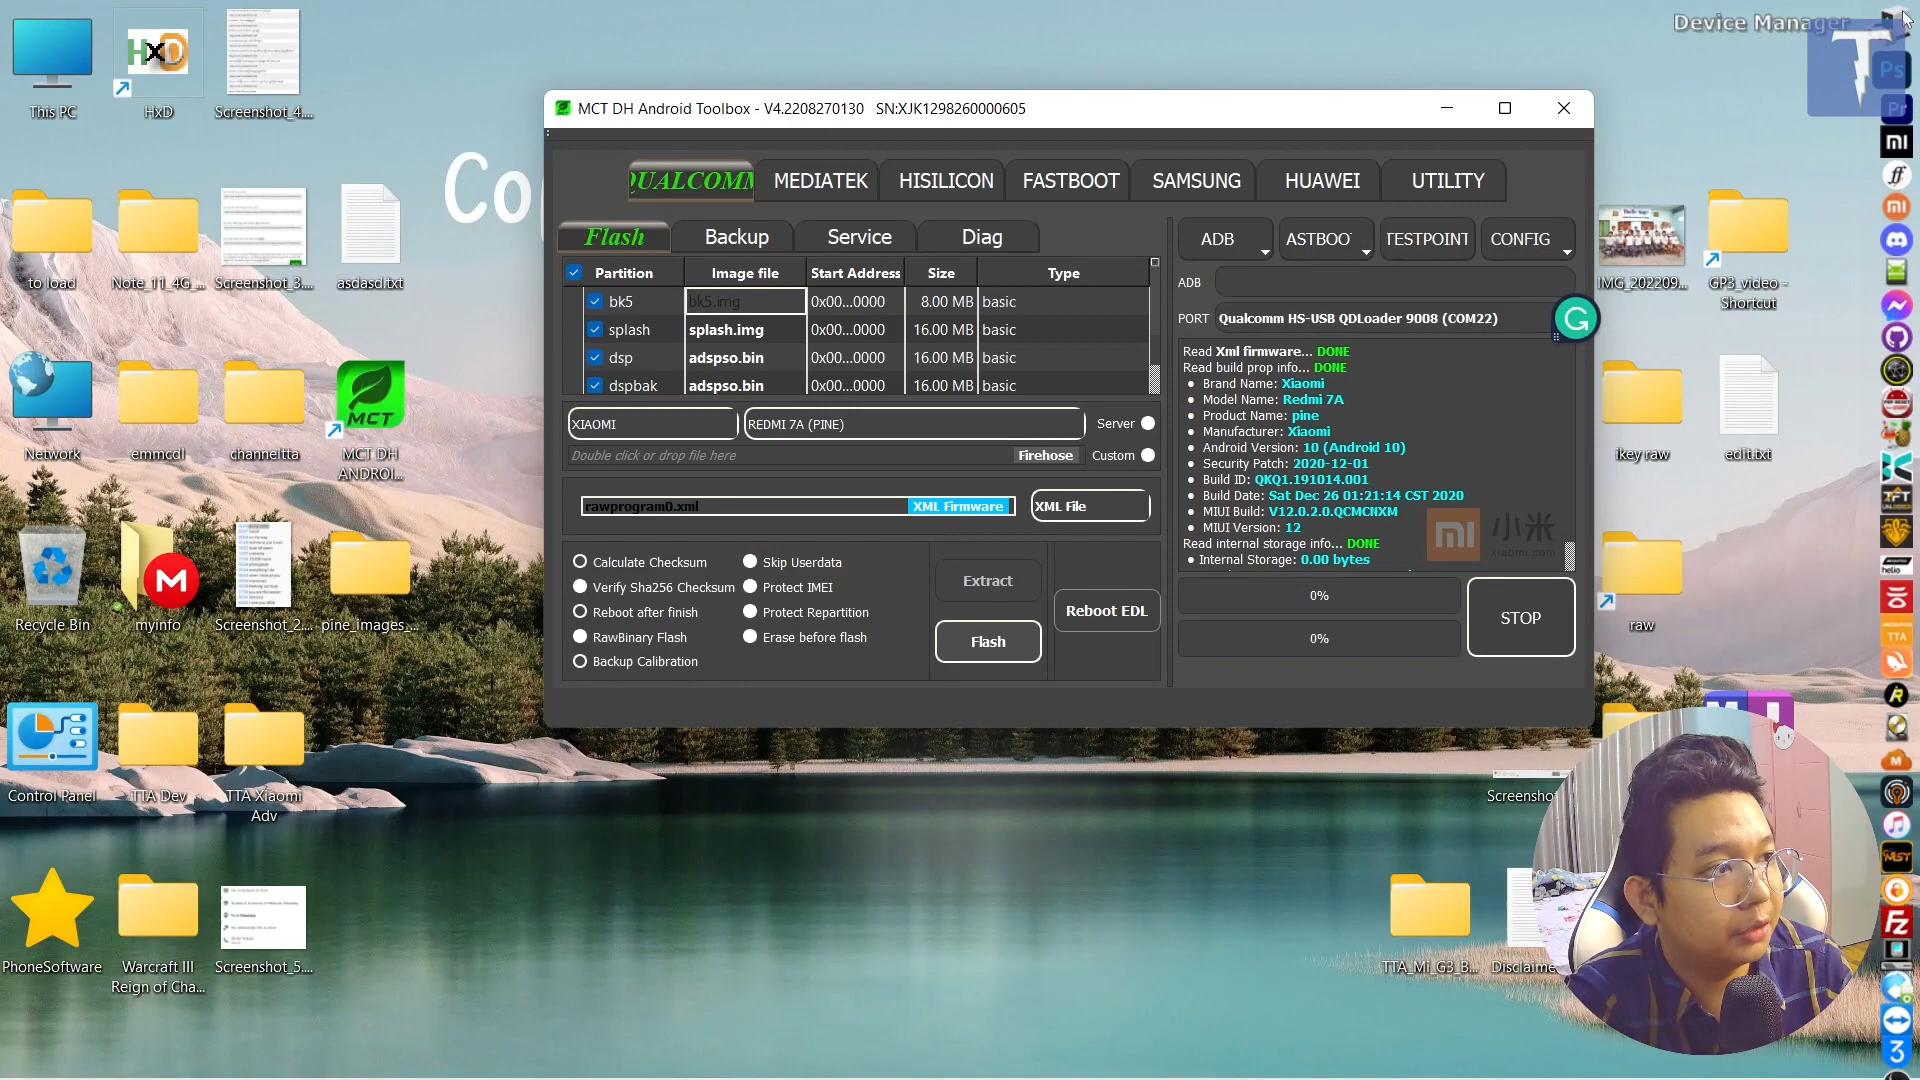 Device Manager
This PC
HxD
Screenshot_4....
to load
Note_11_4G_...
Screenshot_3....
asdasd.txt
Network
emmcdl
channeltta
MCT DH
ANDROI...
Recycle Bin
myinfo
Screenshot_2....
pine_images_...
Control Panel
TTA Dev
TTA Xiaomi
Adv
PhoneSoftware
Warcraft III
Reign of Cha...
Screenshot_5....
Co
MCT DH Android Toolbox - V4.2208270130 SN:XJK1298260000605
QUALCOMM
MEDIATEK
HISILICON
FASTBOOT
SAMSUNG
HUAWEI
UTILITY
Flash
Backup
Service
Diag
Partition Image file Start Address Size Type
bk5 bk5.img 0x00...0000 8.00 MB basic
splash splash.img 0x00...0000 16.00 MB basic
dsp adspso.bin 0x00...0000 16.00 MB basic
dspbak adspso.bin 0x00...0000 16.00 MB basic
XIAOMI
REDMI 7A (PINE)
Server
Double click or drop file here
Firehose
Custom
rawprogram0.xml
XML Firmware
XML File
Calculate Checksum
Skip Userdata
Verify Sha256 Checksum
Protect IMEI
Reboot after finish
Protect Repartition
RawBinary Flash
Erase before flash
Backup Calibration
Extract
Flash
Reboot EDL
ADB
ASTBOO
TESTPOINT
CONFIG
ADB
PORT Qualcomm HS-USB QDLoader 9008 (COM22)
Read Xml firmware... DONE
Read build prop info... DONE
Brand Name: Xiaomi
Model Name: Redmi 7A
Product Name: pine
Manufacturer: Xiaomi
Android Version: 10 (Android 10)
Security Patch: 2020-12-01
Build ID: QKQ1.191014.001
Build Date: Sat Dec 26 01:21:14 CST 2020
MIUI Build: V12.0.2.0.QCMCNXM
MIUI Version: 12
Read internal storage info... DONE
Internal Storage: 0.00 bytes
小米
xiaomi.com
0%
0%
STOP
IMG_202209...
GP3_video -
Shortcut
ikey raw
edit.txt
raw
Screensho
TTA_Mi_G3_B...
Disclaime